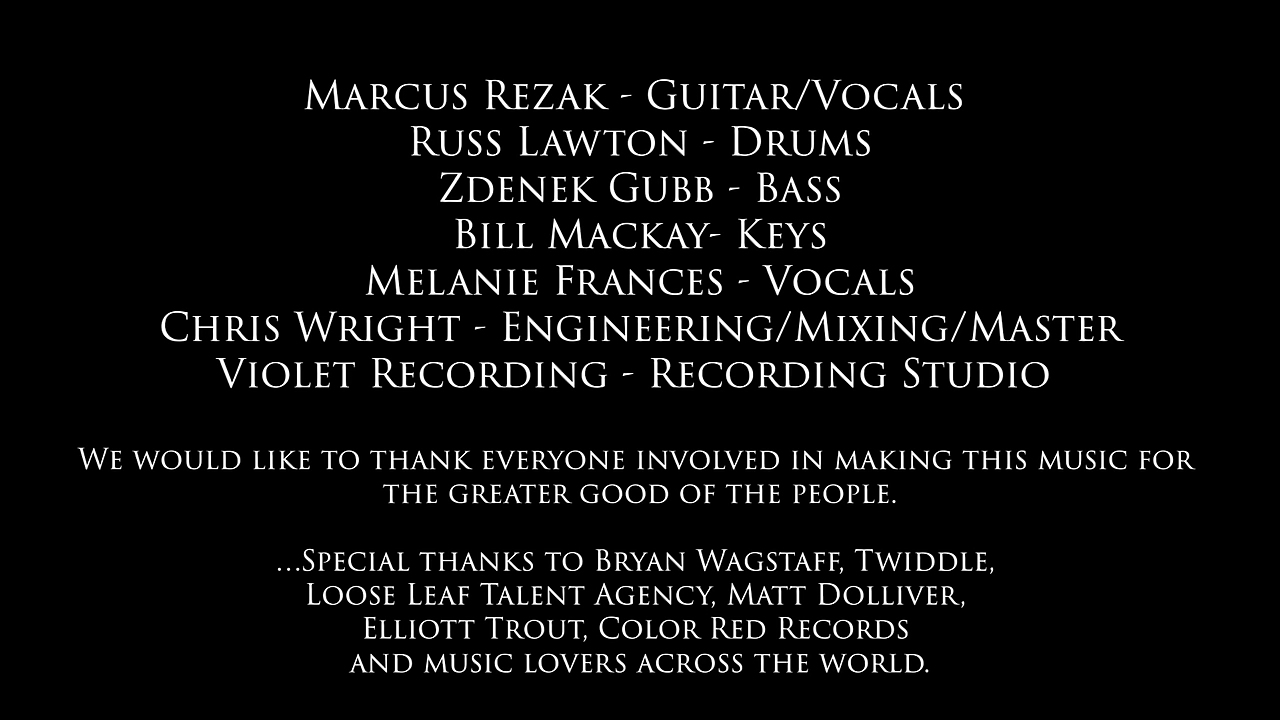 Marcus Rezak - Guitar/Vocals
Russ Lawton - Drums
Zdenek Gubb - Bass
Bill Mackay- Keys
Melanie Frances - Vocals
Chris Wright - Engineering/Mixing/Master
Violet Recording - Recording Studio
We would like to thank everyone involved in making this music for
the greater good of the people.
...Special thanks to Bryan Wagstaff, Twiddle,
Loose Leaf Talent Agency, Matt Dolliver,
Elliott Trout, Color Red Records
and music lovers across the world.